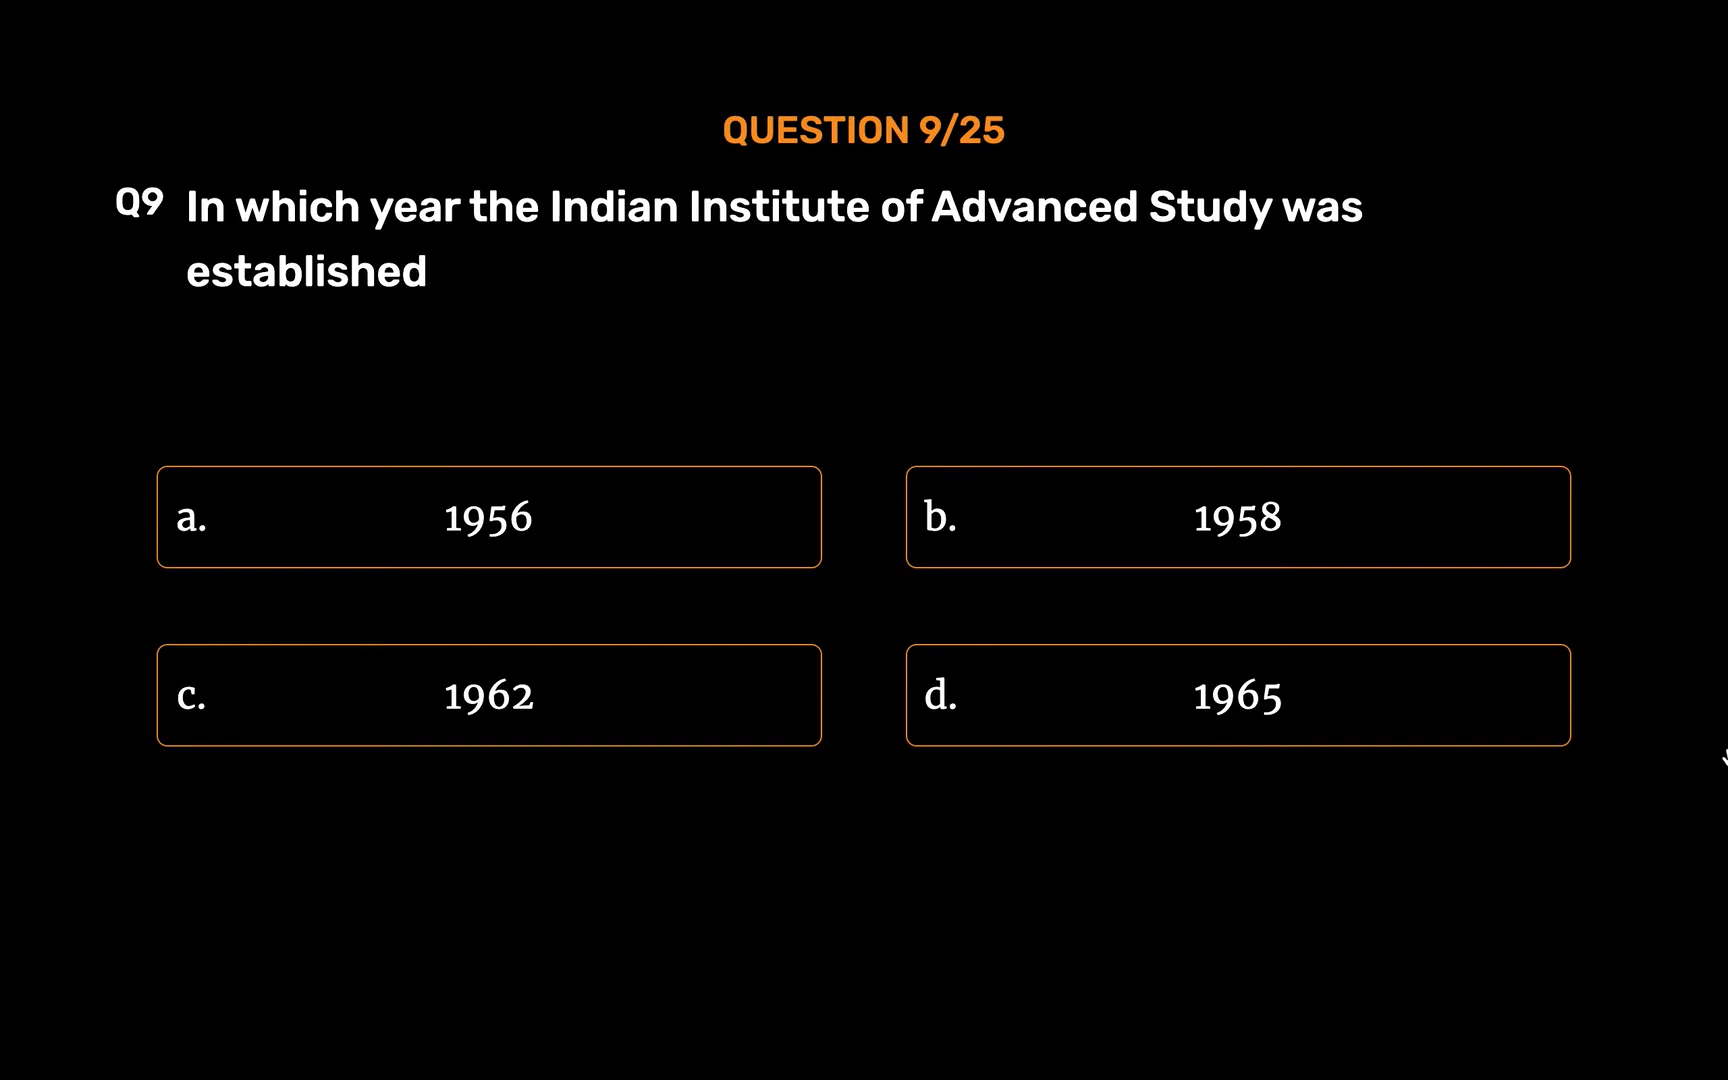 QUESTION 9/25
Q9 In which year the Indian Institute of Advanced Study was
established
a. 1956
b. 1958
c. 1962
d. 1965